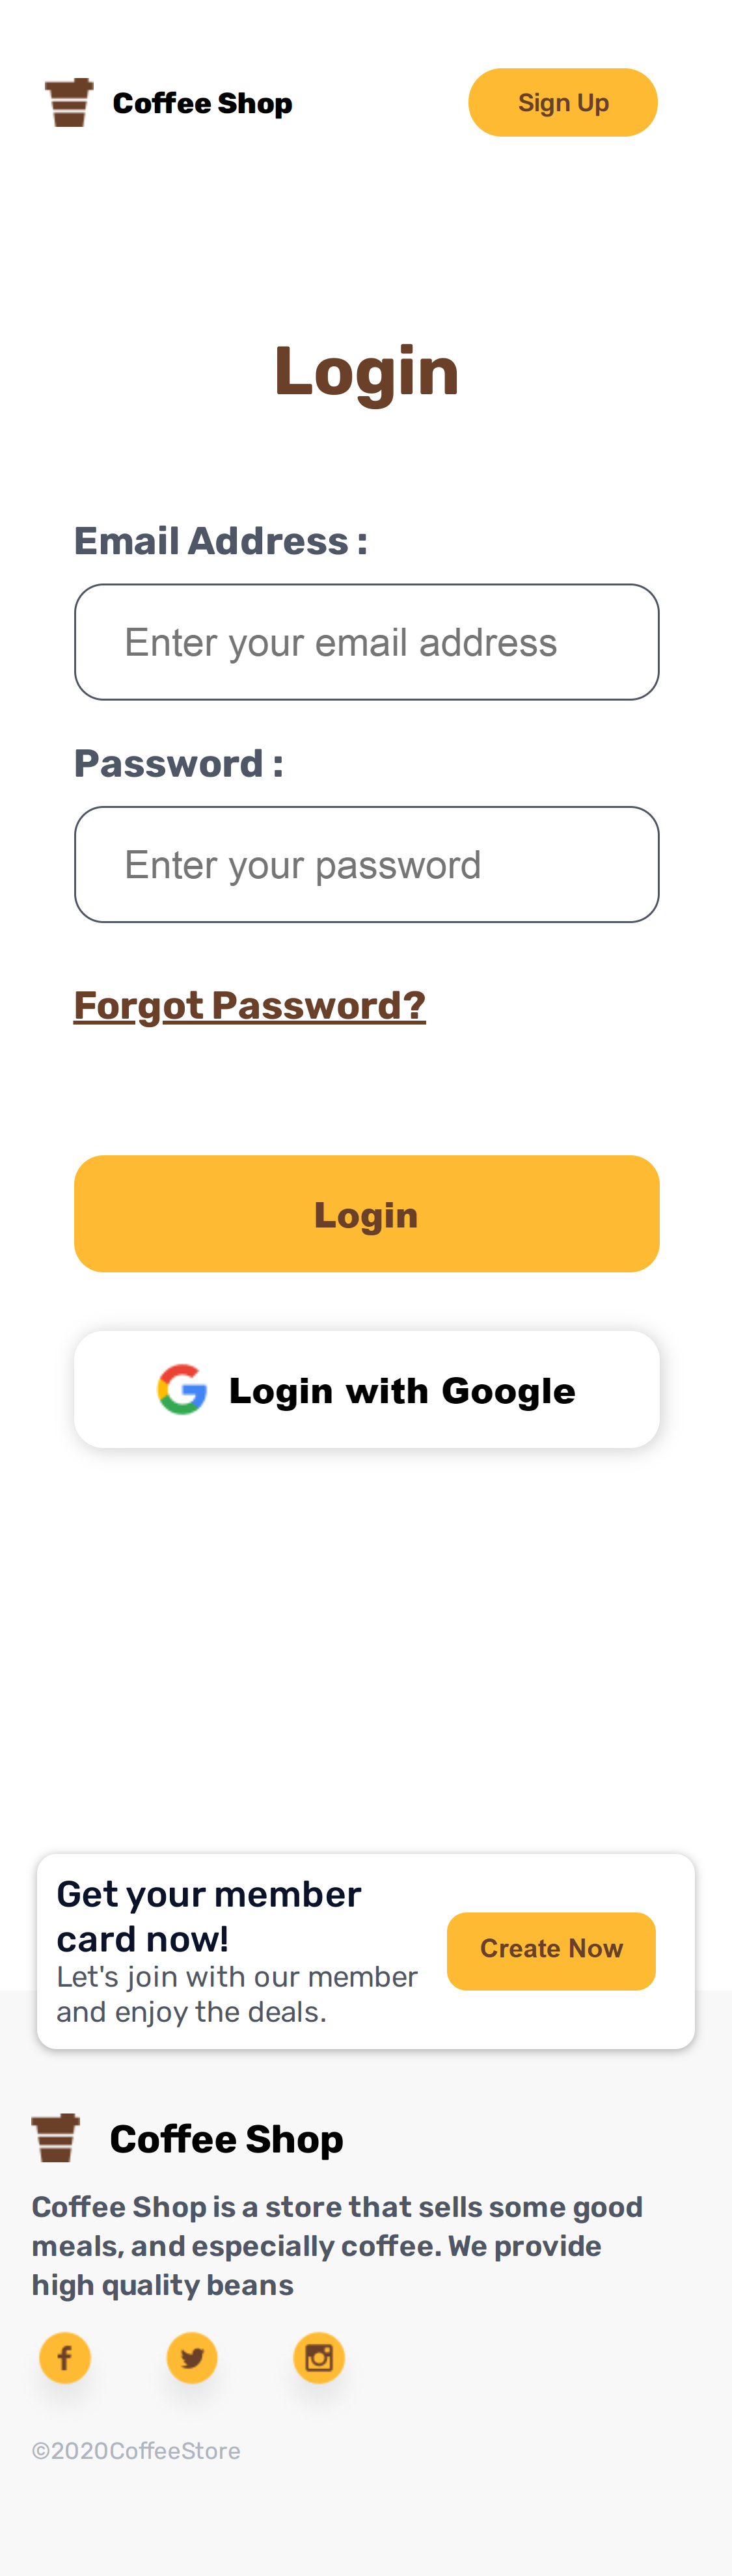 Coffee Shop
Sign Up
Login
Email Address :
Enter your email address
Password :
Enter your password
Forgot Password?
Login
Login with Google
Get your member
card now!
Let's join with our member
and enjoy the deals.
Create Now
Coffee Shop
Coffee Shop is a store that sells some good
meals, and especially coffee. We provide
high quality beans
©2020CoffeeStore